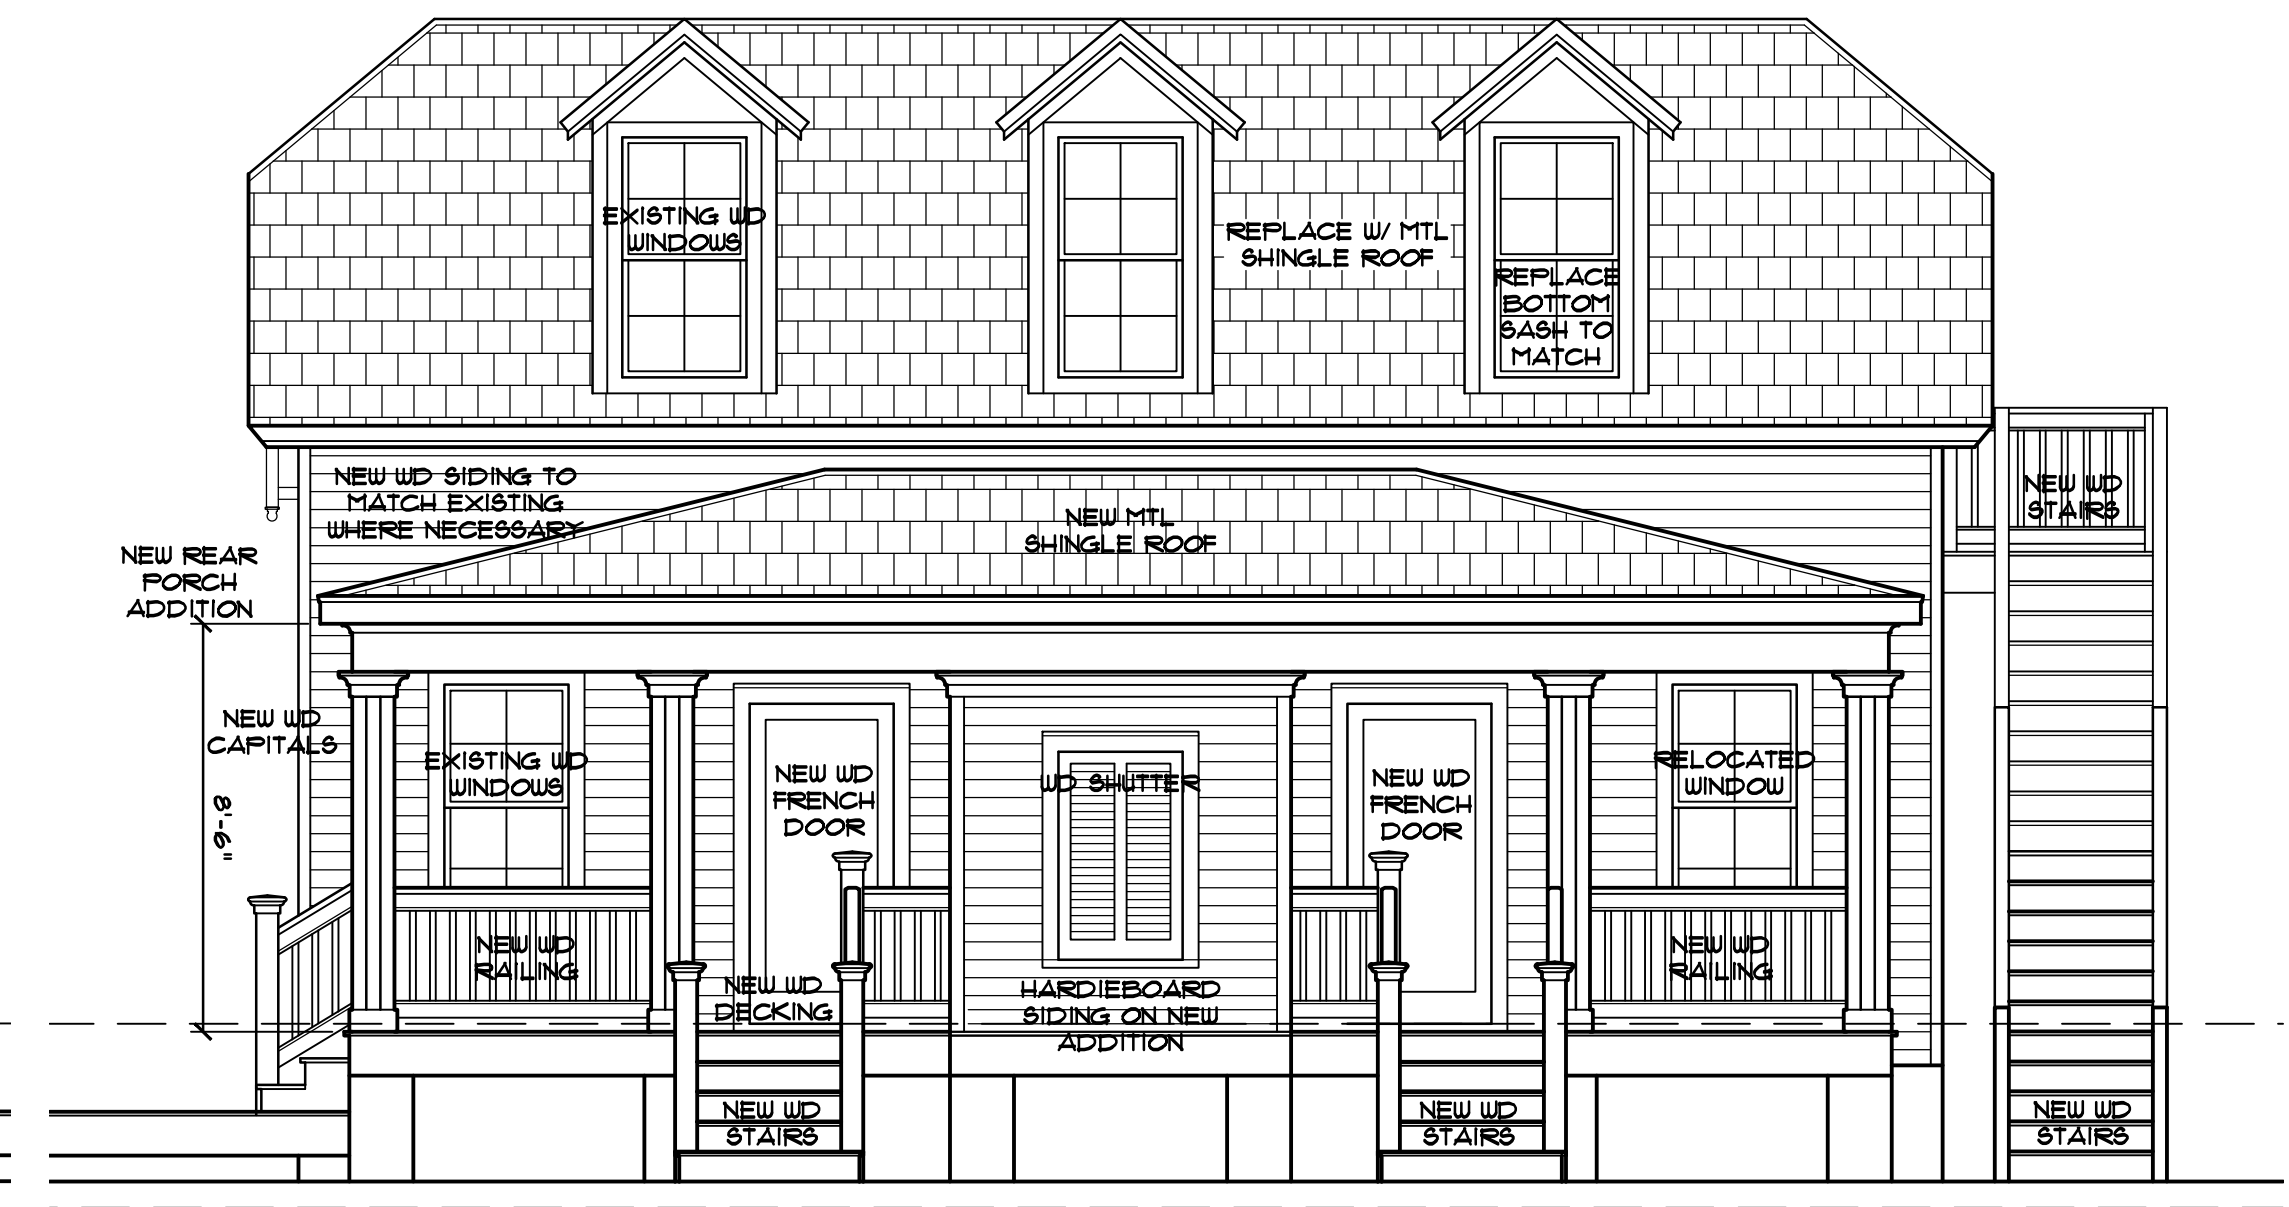 EXISTING WD
WINDOWS
REPLACE W/ MTL
SHINGLE ROOF
REPLACE
BOTTOM
SASH TO
MATCH
NEW WD SIDING TO
MATCH EXISTING
WHERE NECESSARY
NEW WD
STAIRS
NEW MTL
SHINGLE ROOF
NEW REAR
PORCH
ADDITION
NEW WD
CAPITALS
EXISTING WD
WINDOWS
NEW WD
FRENCH
DOOR
WD SHUTTER
NEW WD
FRENCH
DOOR
RELOCATED
WINDOW
8'-6"
NEW WD
RAILING
NEW WD
DECKING
HARDIEBOARD
SIDING ON NEW
ADDITION
NEW WD
RAILING
NEW WD
STAIRS
NEW WD
STAIRS
NEW WD
STAIRS